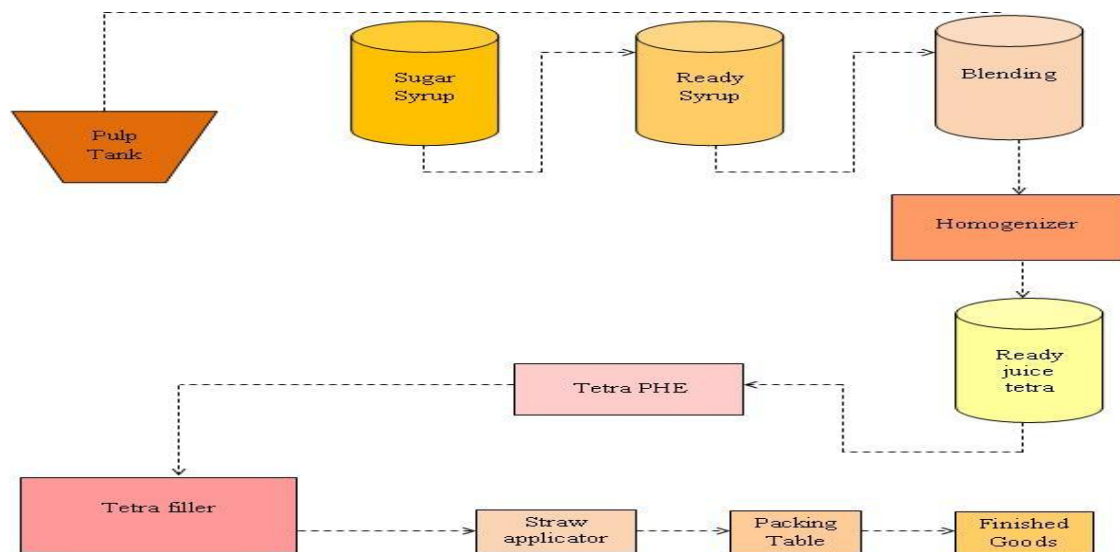 Pulp
Tank
Sugar
Syrup
Ready
Syrup
Blending
Homogenizer
Ready
juice
tetra
Tetra PHE
Tetra filler
Straw
applicator
Packing
Table
Finished
Goods